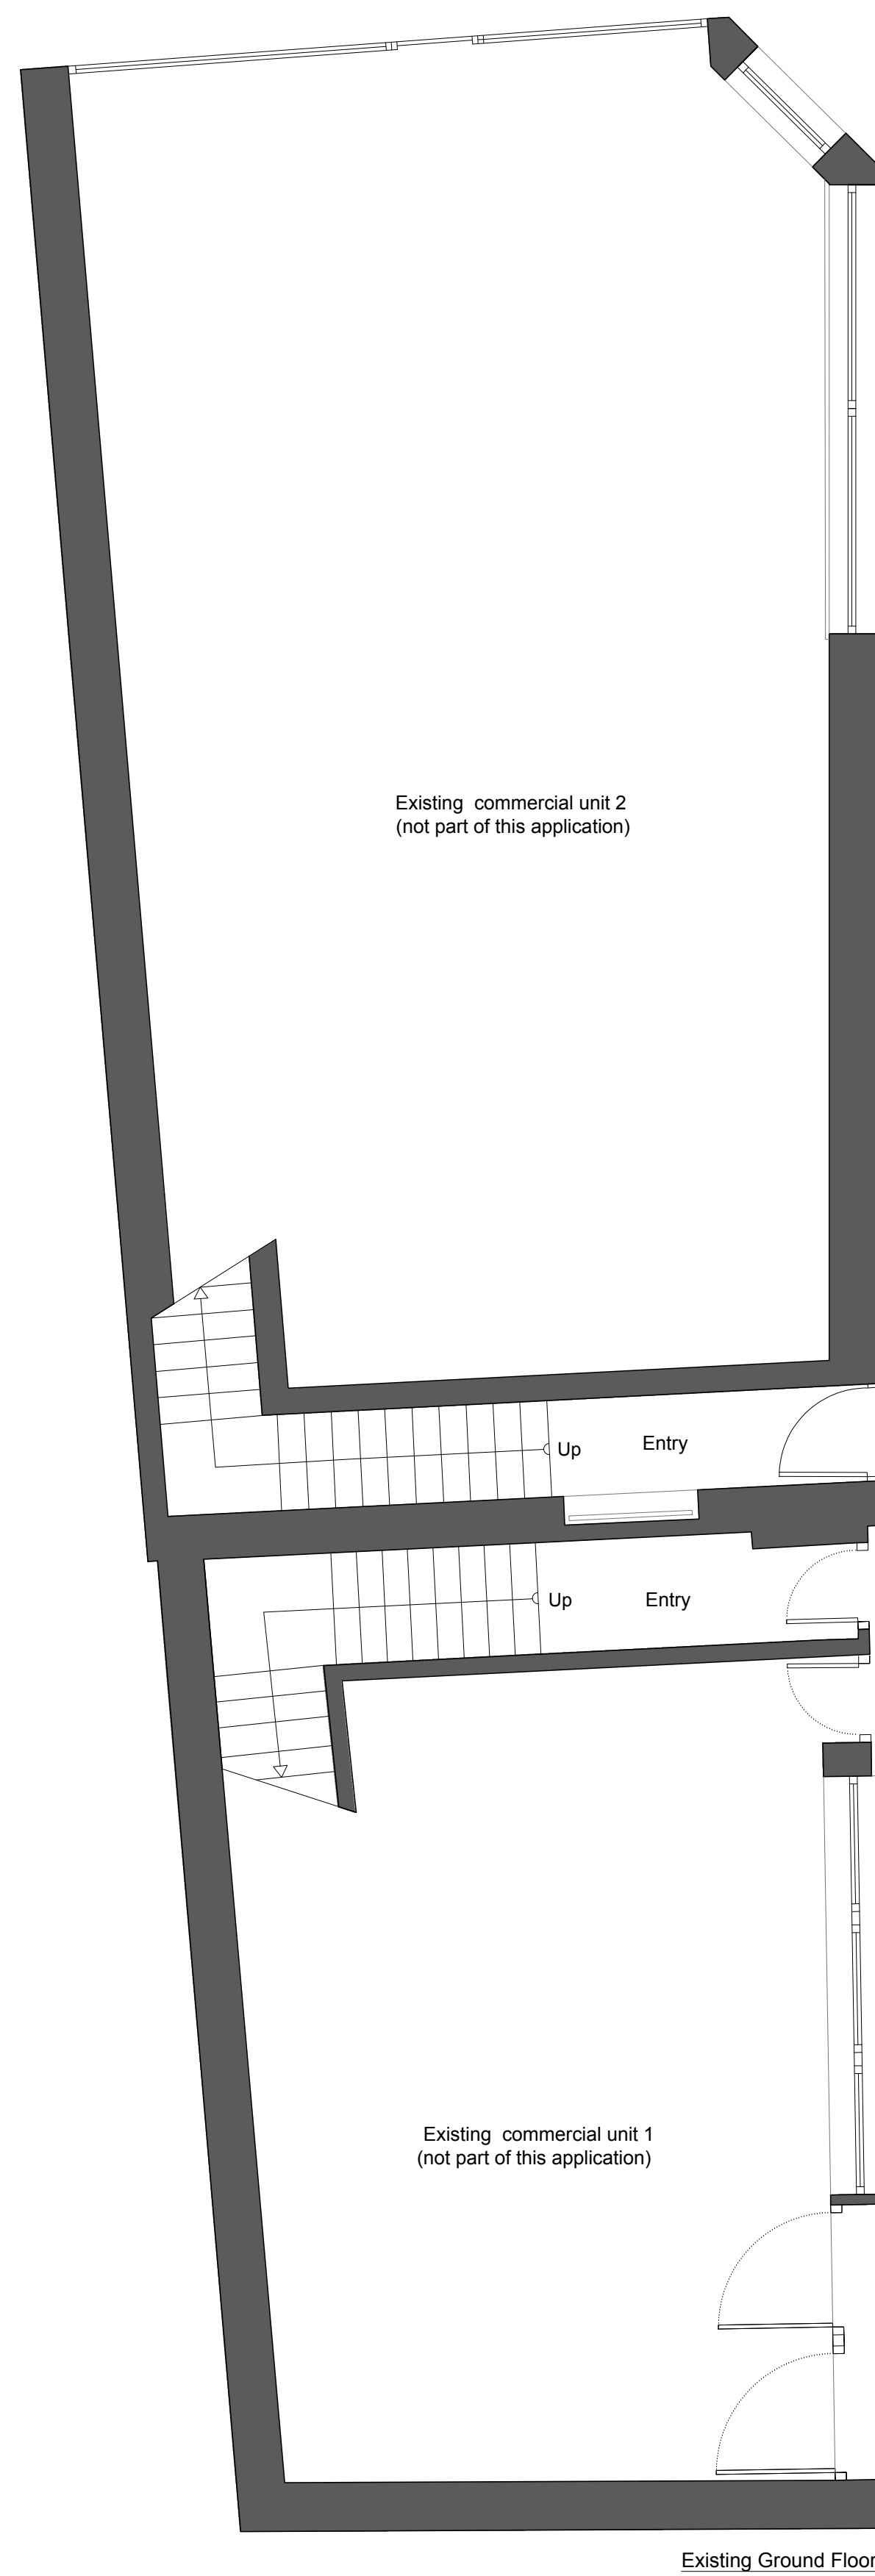 Existing commercial unit 2
(not part of this application)
Up Entry
Up Entry
Existing commercial unit 1
(not part of this application)
Existing Ground Floor